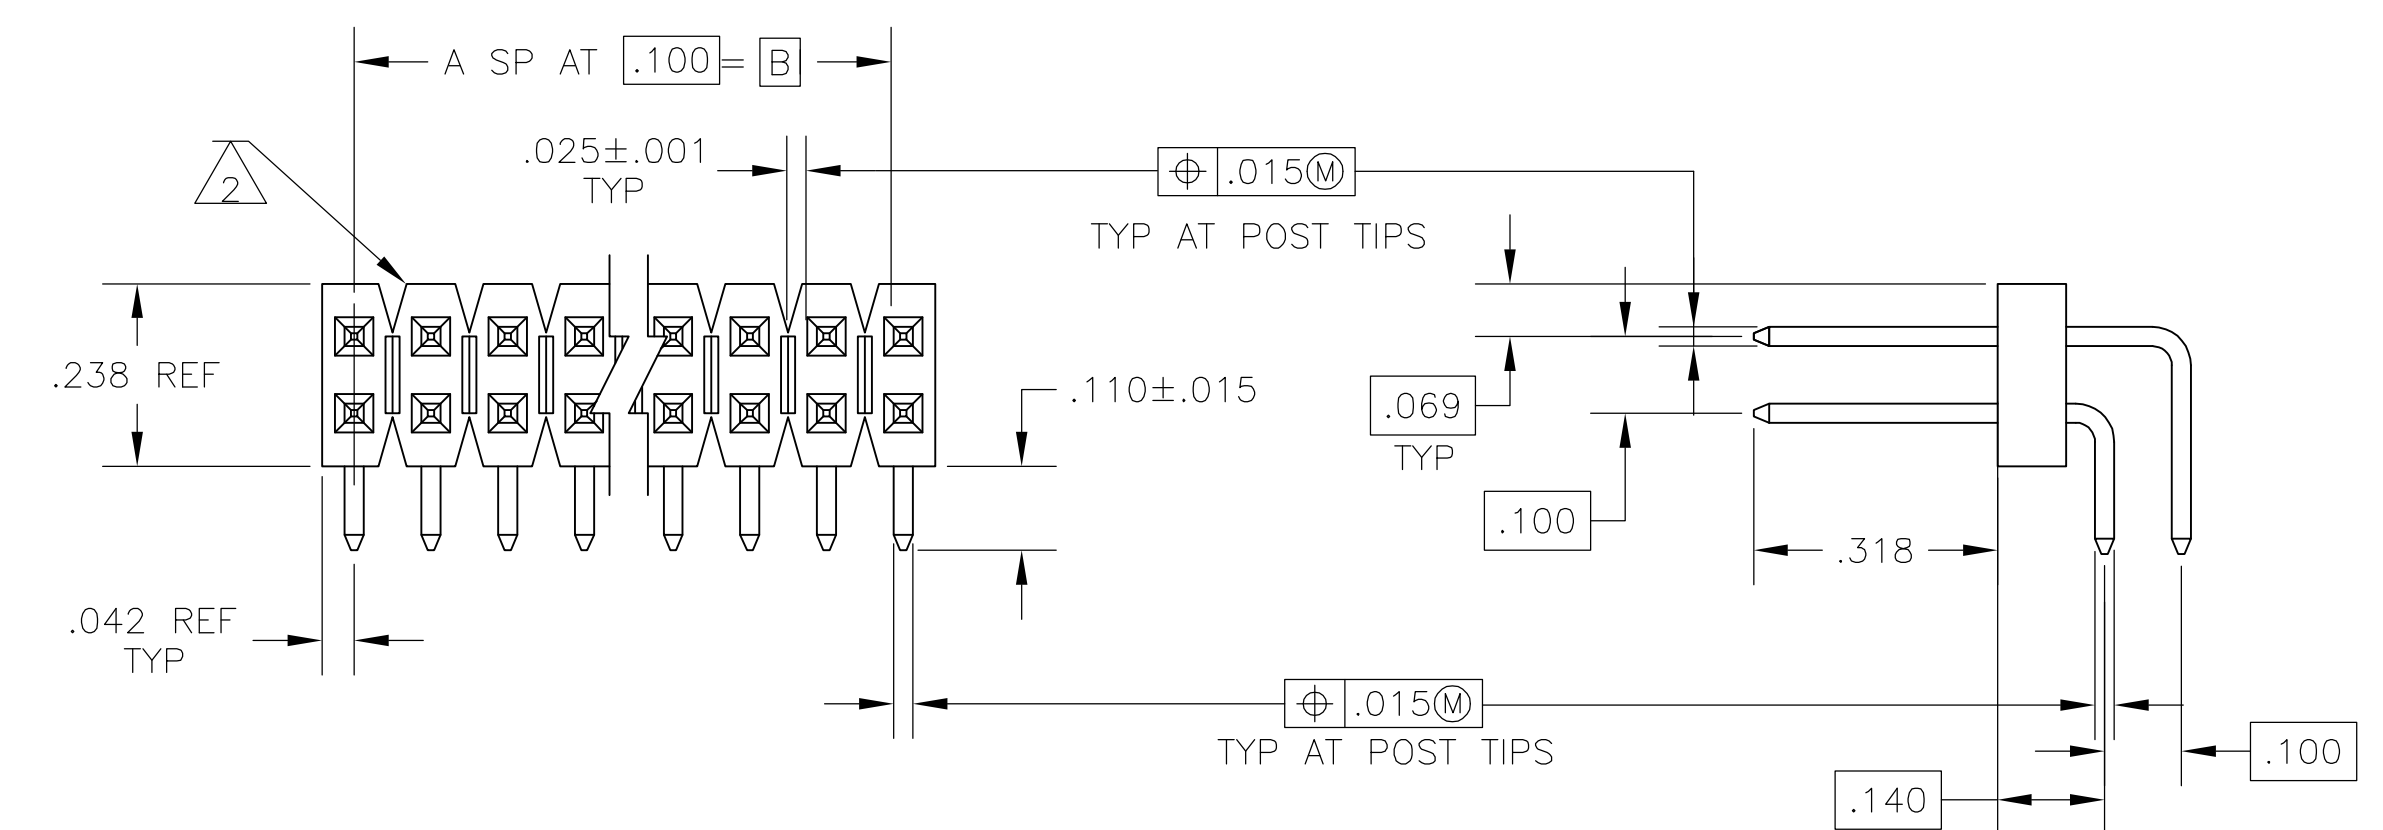 A SP AT .100 = B
.025±.001
TYP
2
⌖ .015Ⓜ
TYP AT POST TIPS
.238 REF
.110±.015
.069
TYP
.100
.318
.042 REF
TYP
⌖ .015Ⓜ
TYP AT POST TIPS
.100
.140